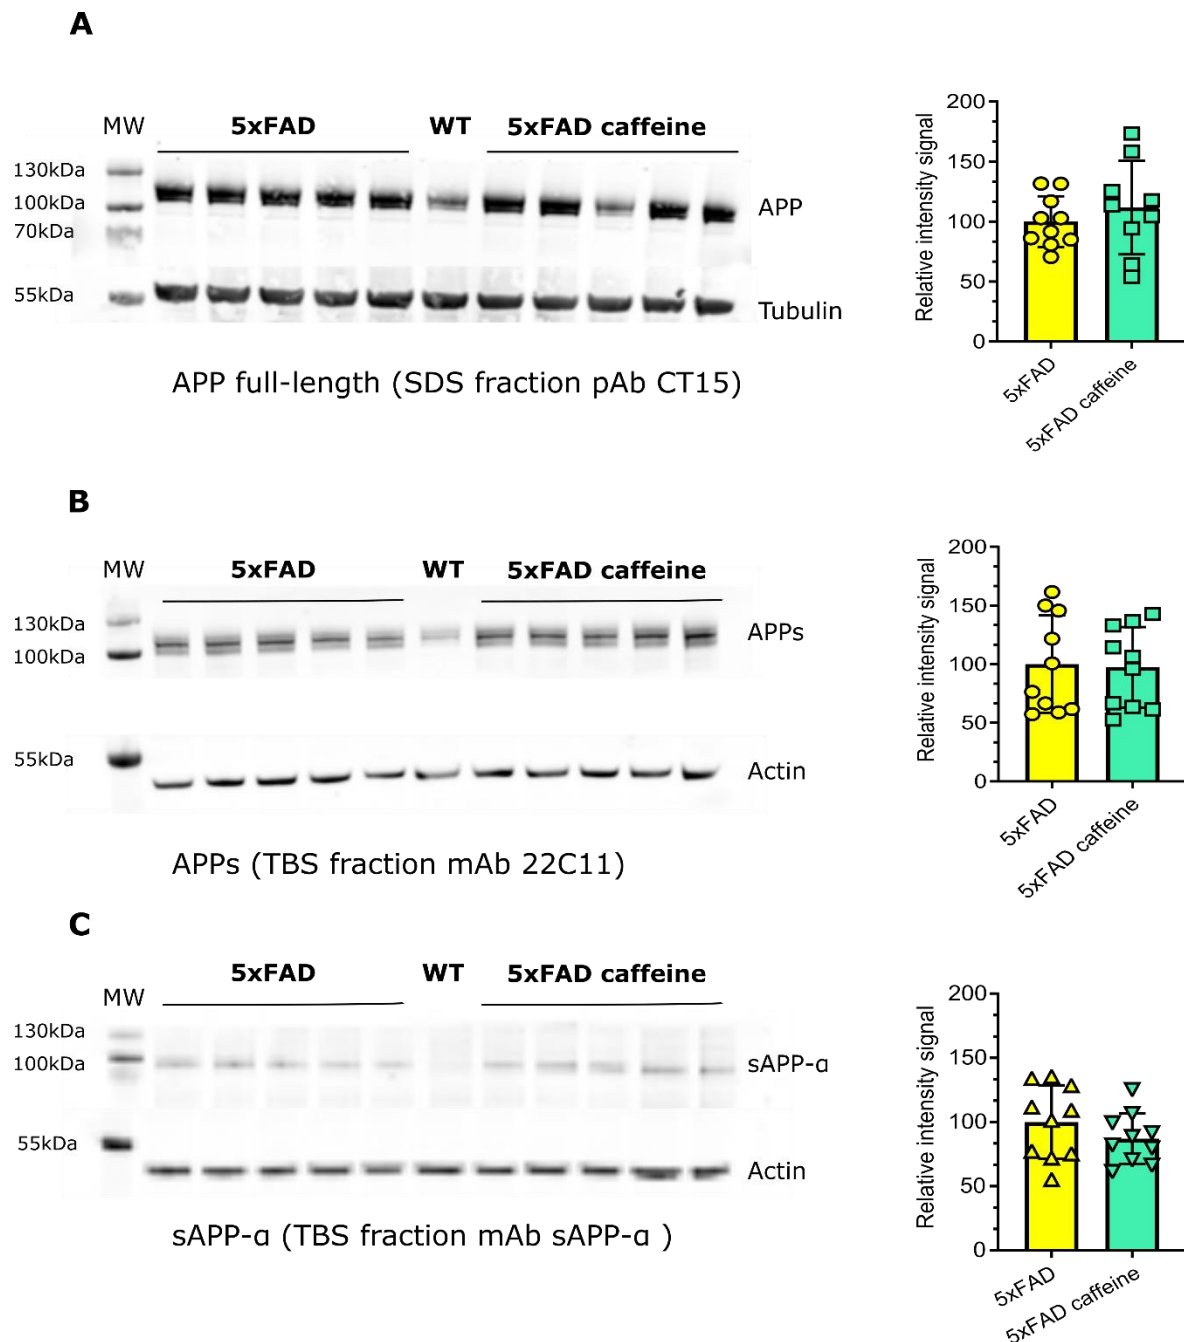 A
MW
5xFAD
WT
5xFAD caffeine
130kDa
100kDa
70kDa
55kDa
APP
Tubulin
APP full-length (SDS fraction pAb CT15)
Relative intensity signal
200
150
100
50
0
5xFAD
5xFAD caffeine
B
MW
5xFAD
WT
5xFAD caffeine
130kDa
100kDa
55kDa
APPs
Actin
APPs (TBS fraction mAb 22C11)
Relative intensity signal
200
150
100
50
0
5xFAD
5xFAD caffeine
C
MW
5xFAD
WT
5xFAD caffeine
130kDa
100kDa
55kDa
sAPP-ɑ
Actin
sAPP-ɑ (TBS fraction mAb sAPP-ɑ )
Relative intensity signal
200
150
100
50
0
5xFAD
5xFAD caffeine